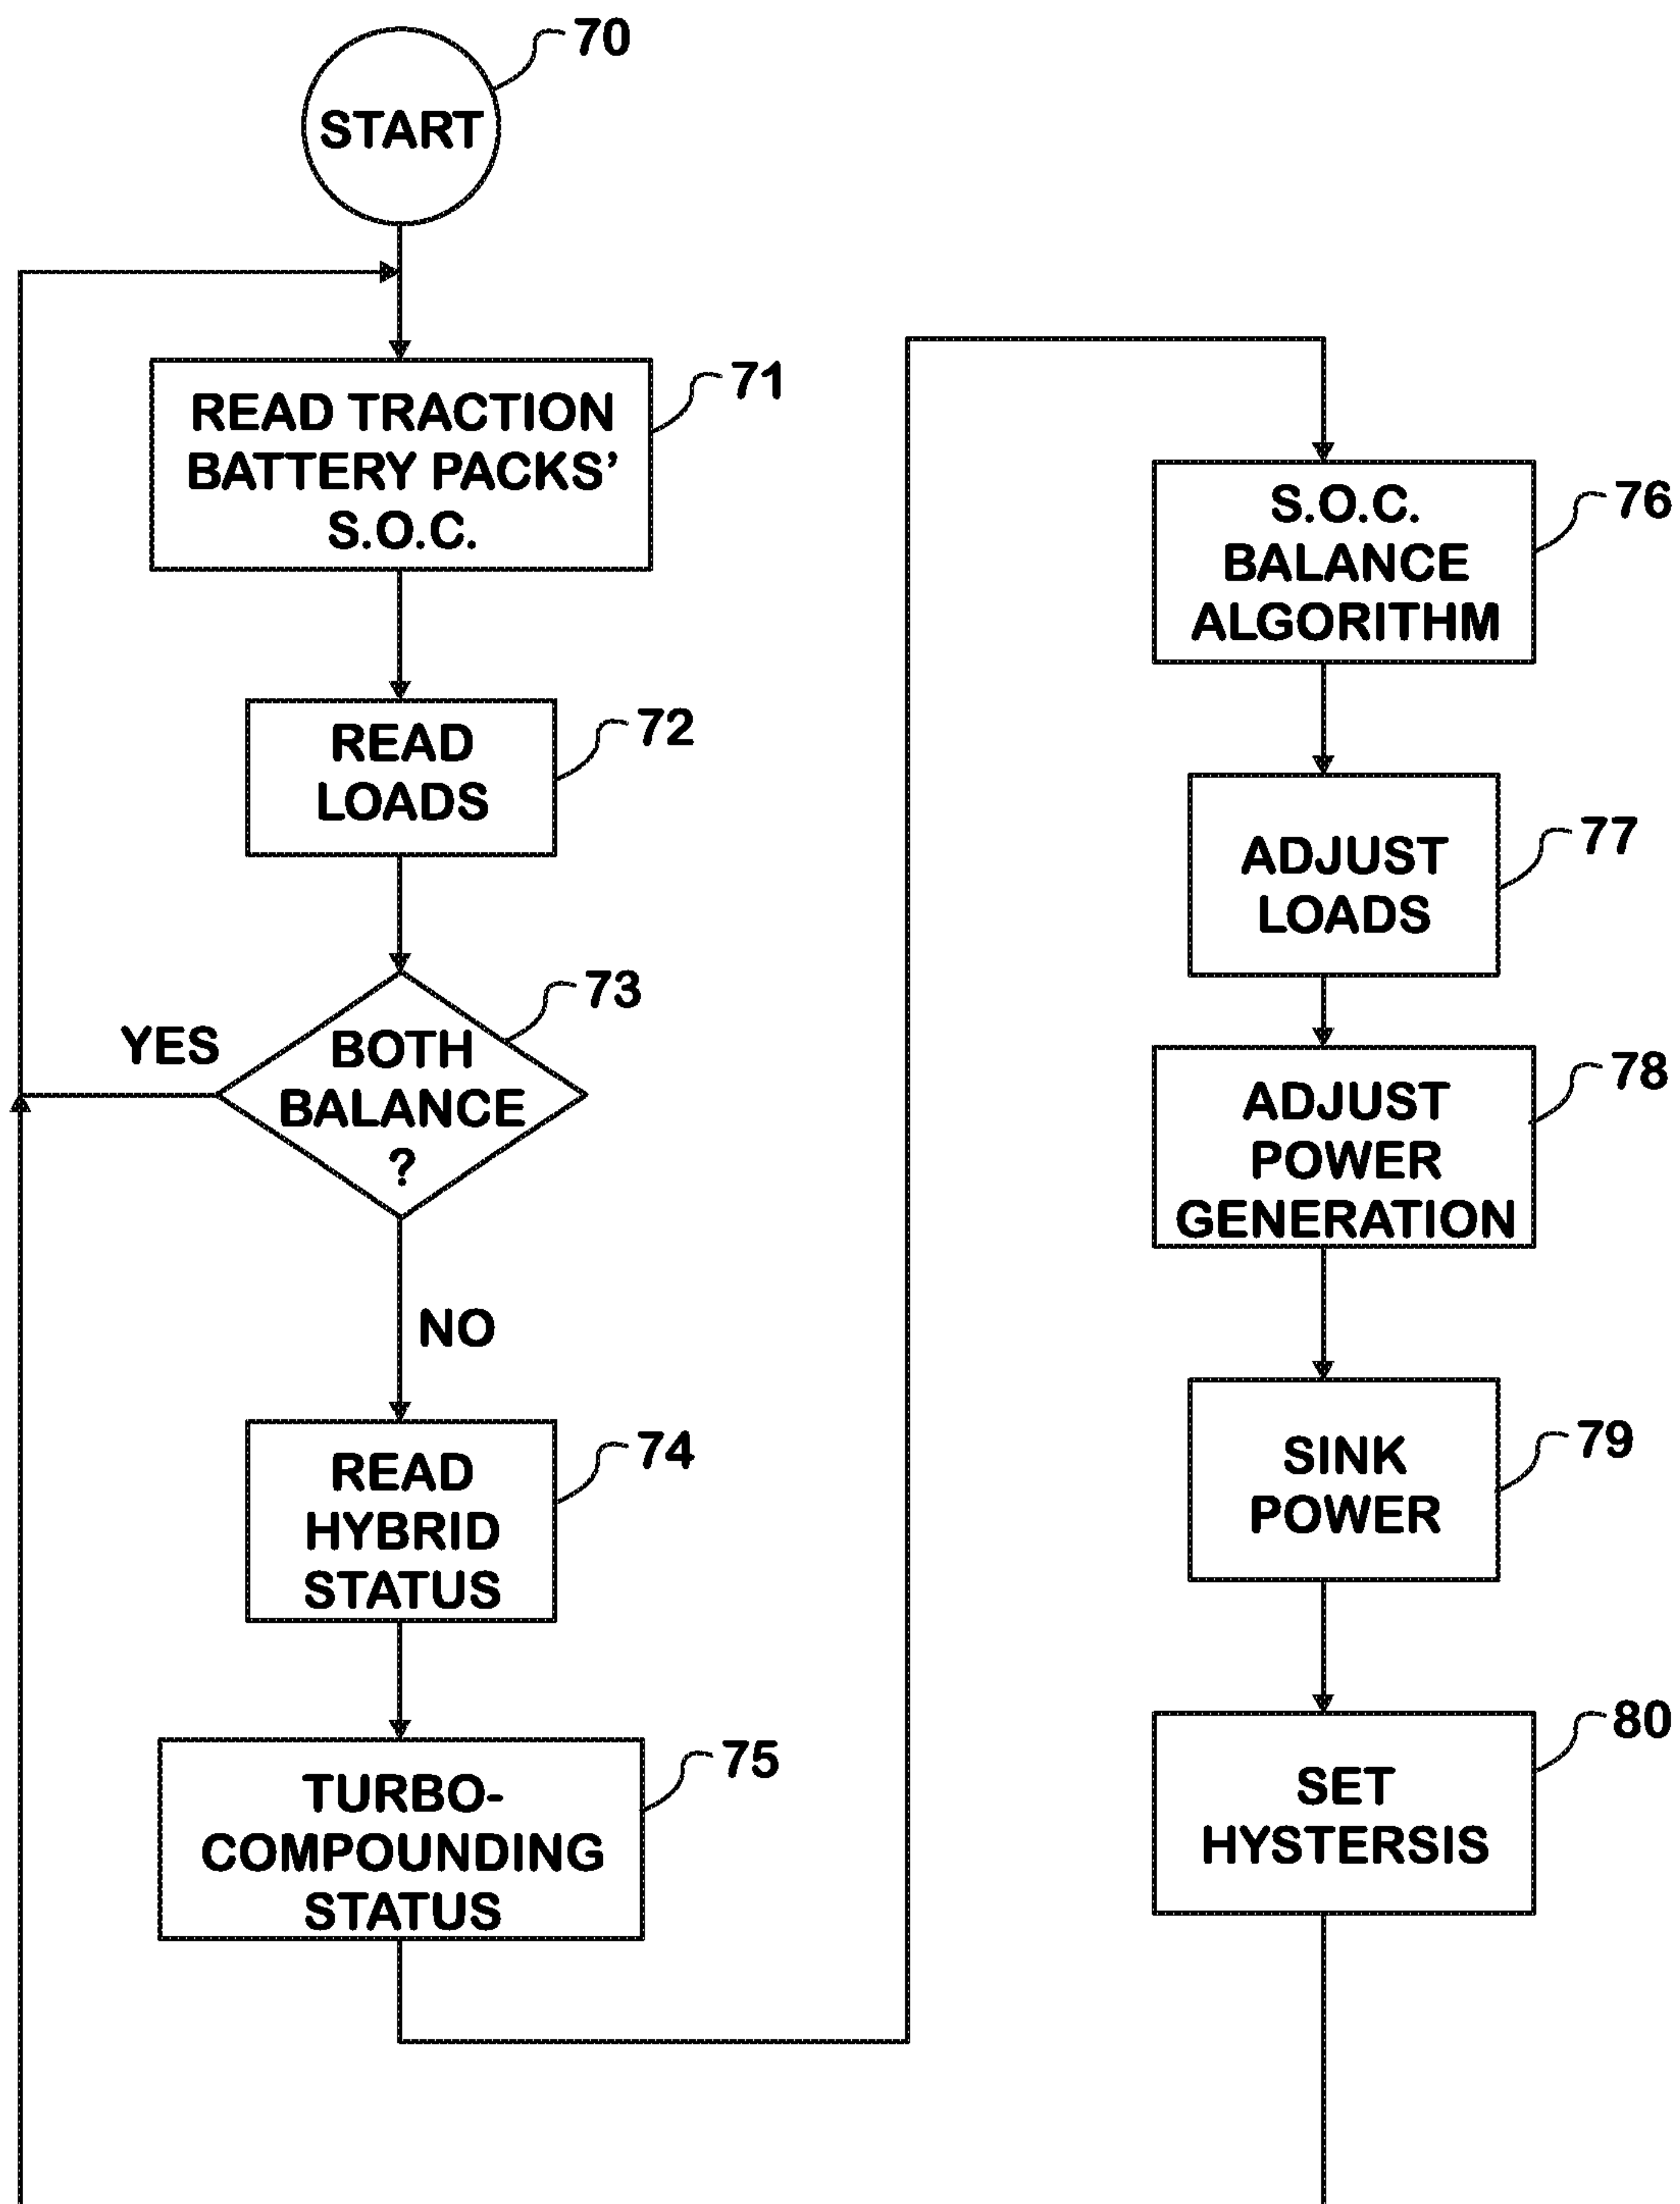 70
START
71
READ TRACTION
BATTERY PACKS'
S.O.C.
72
READ
LOADS
73
YES
BOTH
BALANCE
?
NO
74
READ
HYBRID
STATUS
75
TURBO-
COMPOUNDING
STATUS
76
S.O.C.
BALANCE
ALGORITHM
77
ADJUST
LOADS
78
ADJUST
POWER
GENERATION
79
SINK
POWER
80
SET
HYSTERSIS